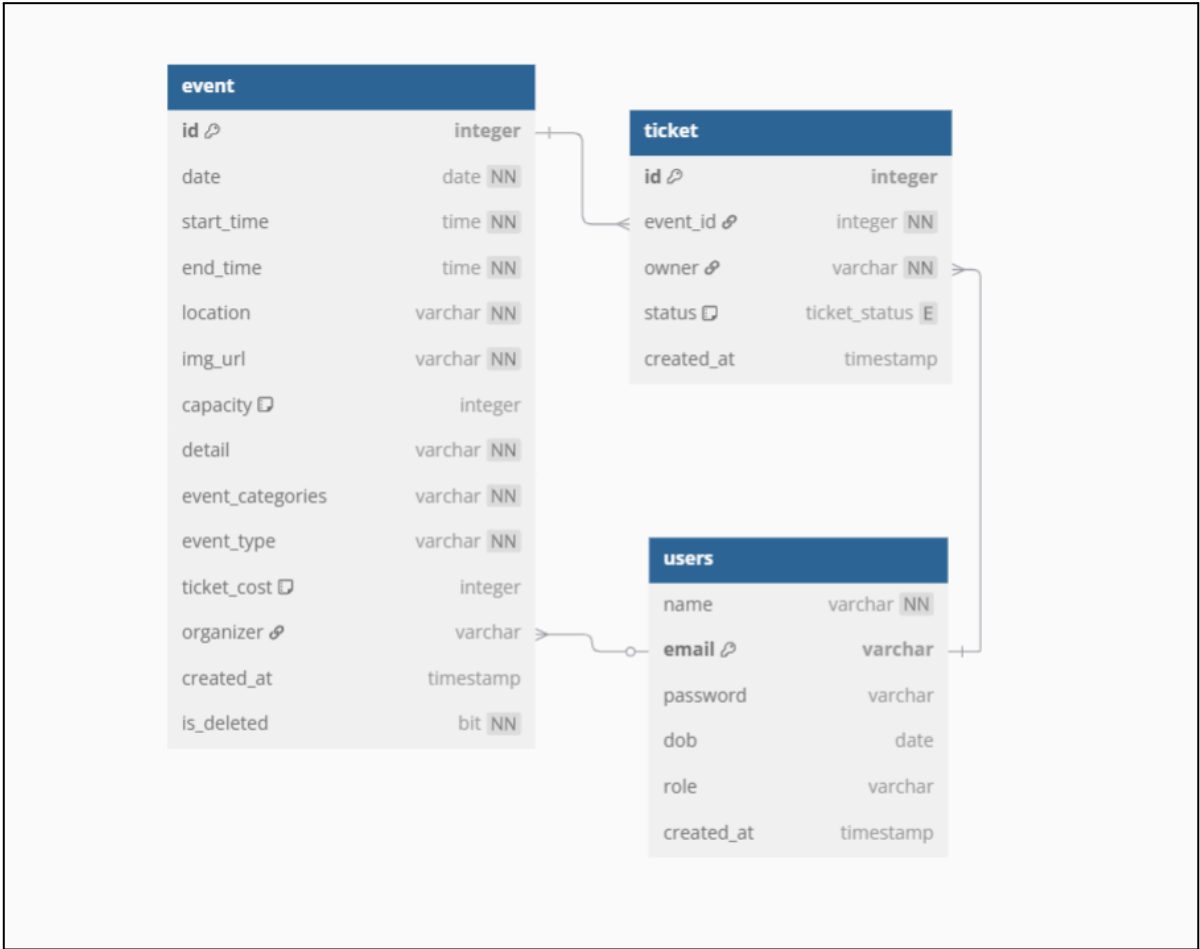 event
id integer
date date NN
start_time time NN
end_time time NN
location varchar NN
img_url varchar NN
capacity integer
detail varchar NN
event_categories varchar NN
event_type varchar NN
ticket_cost integer
organizer varchar
created_at timestamp
is_deleted bit NN
ticket
id integer
event_id integer NN
owner varchar NN
status ticket_status E
created_at timestamp
users
name varchar NN
email varchar
password varchar
dob date
role varchar
created_at timestamp